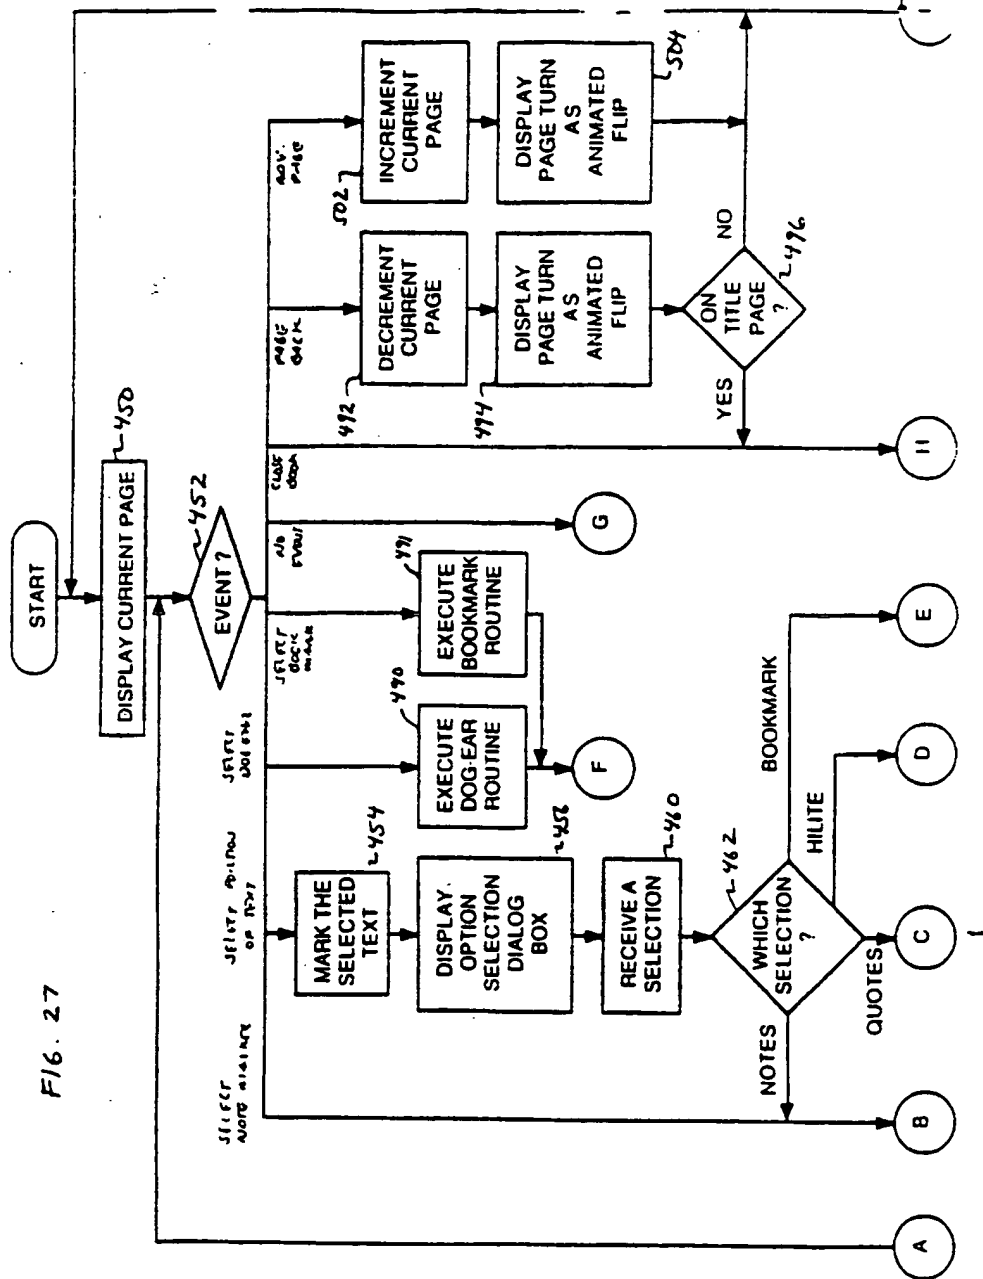 FIG. 27
START
DISPLAY CURRENT PAGE
450
EVENT ?
452
SELECT
NOTE
SELECT PORTION
OF TEXT
SELECT
DOG EAR
SELECT
BOOK
MARK
NO
EVENT
CLOSE
BOOK
PAGE
BACK
ADV.
PAGE
MARK THE
SELECTED
TEXT
454
DISPLAY.
OPTION
SELECTION
DIALOG
BOX
456
RECEIVE A
SELECTION
460
WHICH
SELECTION
?
462
NOTES
QUOTES
HILITE
BOOKMARK
490
EXECUTE
DOG-EAR
ROUTINE
491
EXECUTE
BOOKMARK
ROUTINE
F
G
492
DECREMENT
CURRENT
PAGE
494
DISPLAY
PAGE TURN
AS
ANIMATED
FLIP
ON
TITLE
PAGE
?
496
YES
NO
502
INCREMENT
CURRENT
PAGE
DISPLAY
PAGE TURN
AS
ANIMATED
FLIP
504
A
B
C
D
E
H
I